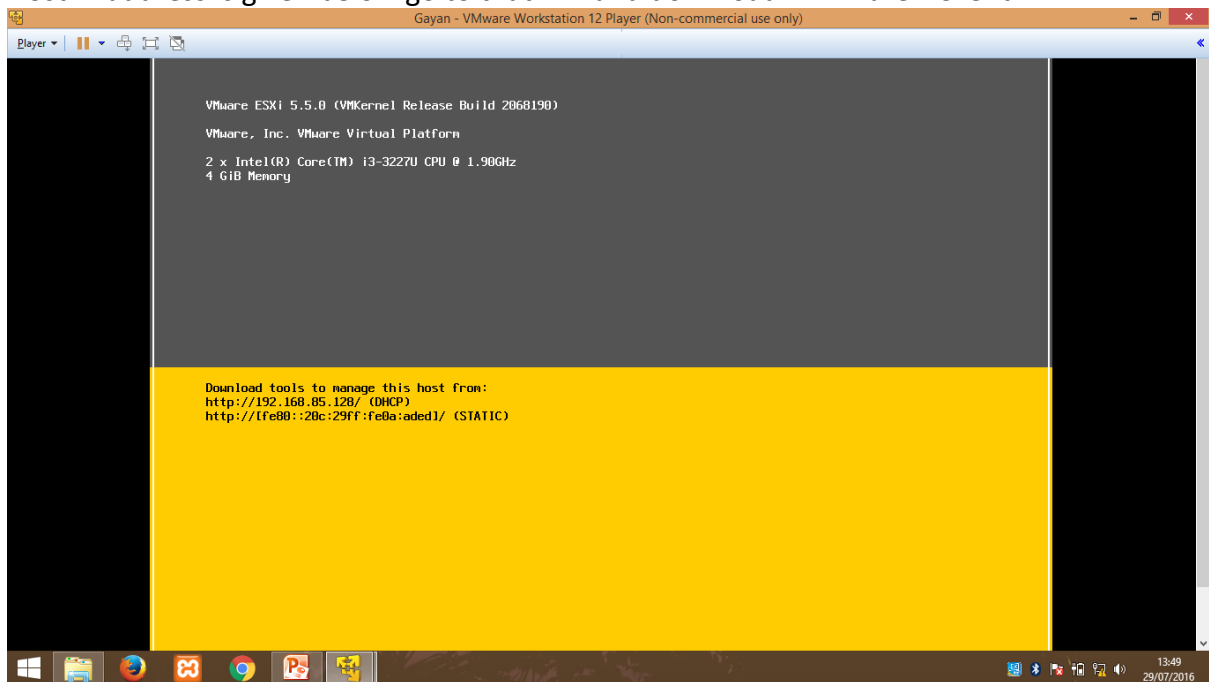 Gayan - VMware Workstation 12 Player (Non-commercial use only)
Player
VMware ESXi 5.5.0 (VMKernel Release Build 2068190)
VMware, Inc. VMware Virtual Platform
2 x Intel(R) Core(TM) i3-3227U CPU @ 1.90GHz
4 GiB Memory
Download tools to manage this host from:
http://192.168.85.128/ (DHCP)
http://[fe80::20c:29ff:fe0a:aded]/ (STATIC)
13:49
29/07/2016